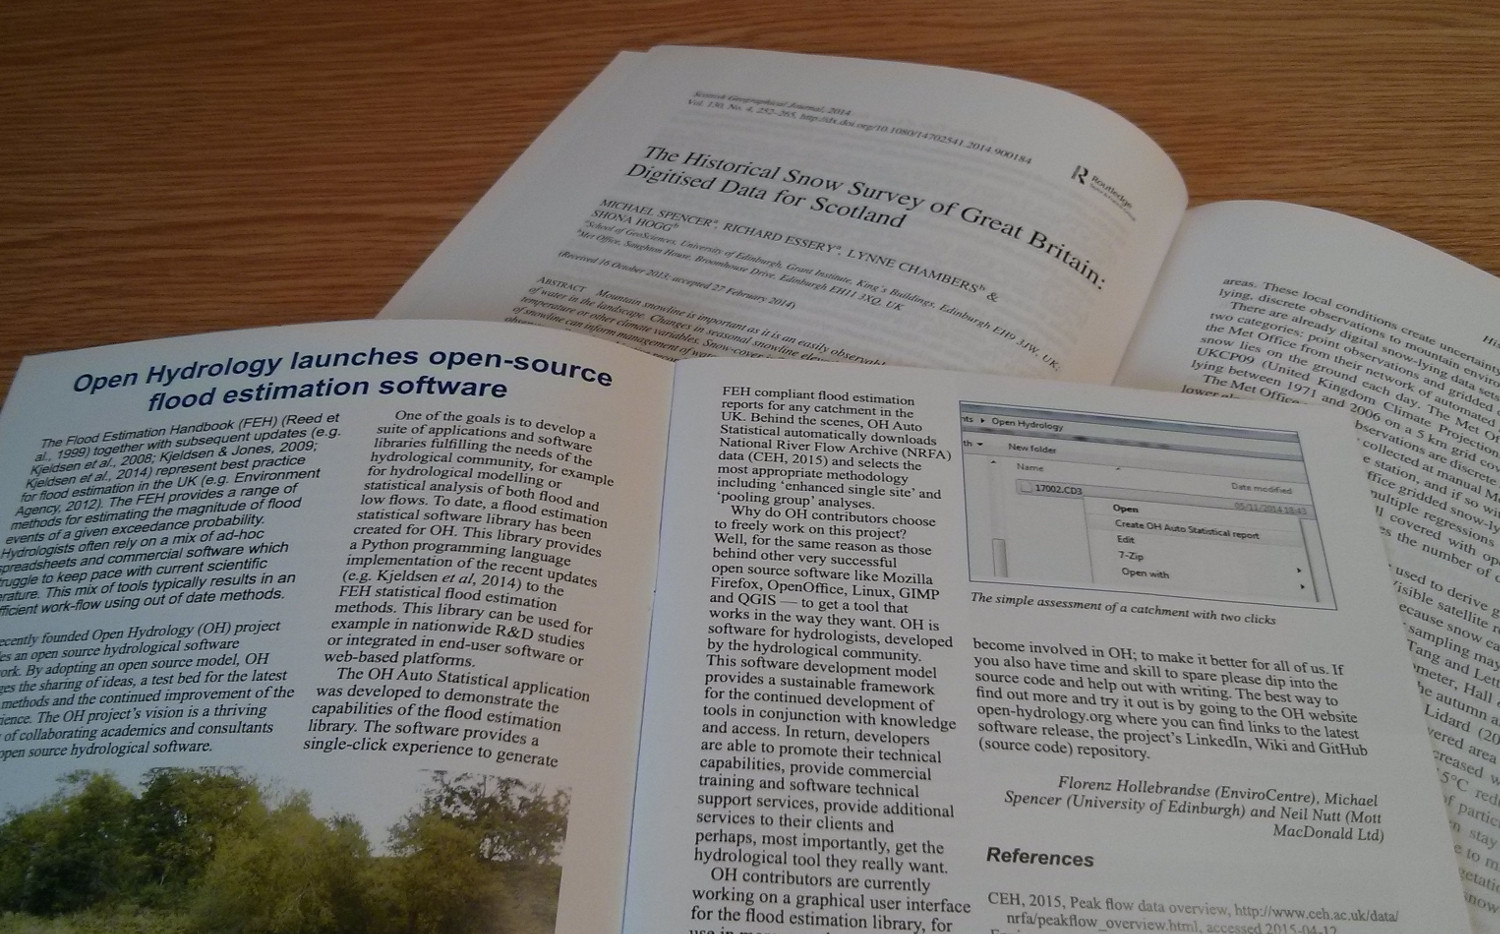 Scottish Geographical Journal, 2014
Vol. 130, No. 4, 252–265, http://dx.doi.org/10.1080/14702541.2014.900184
Routledge
The Historical Snow Survey of Great Britain:
Digitised Data for Scotland
MICHAEL SPENCERᵃ, RICHARD ESSERYᵃ, LYNNE CHAMBERSᵇ &
SHONA HOGGᵇ
ᵃSchool of GeoSciences, University of Edinburgh, Grant Institute, King's Buildings, Edinburgh EH9 3JW, UK;
ᵇMet Office, Saughton House, Broomhouse Drive, Edinburgh EH11 3XQ, UK
(Received 16 October 2013; accepted 27 February 2014)
ABSTRACT Mountain snowline is important as it is an easily observable
of water in the landscape. Changes in seasonal snowline
temperature or other climate variables. Snow-cover
of snowline can inform management of
areas. These local conditions create uncertainty
lying, discrete observations to mountain
There are already digital snow-lying data sets
two categories: point observations and gridded
the Met Office from their network of automated
snow lies on the ground each day. The Met
UKCP09 (United Kingdom Climate Projection
lying between 1971 and 2006 on a 5 km grid
The Met Office
observations are discrete
collected at manual
station, and if so
gridded
multiple regressions
covered with
the number of
used to derive
satellite
because snow
sampling may
Tang and
Hall
autumn
Lidard
area
5°C
of
stay
to
Open Hydrology launches open-source
flood estimation software
The Flood Estimation Handbook (FEH) (Reed et
al., 1999) together with subsequent updates (e.g.
Kjeldsen et al., 2008; Kjeldsen & Jones, 2009;
Kjeldsen et al., 2014) represent best practice
for flood estimation in the UK (e.g. Environment
Agency, 2012). The FEH provides a range of
methods for estimating the magnitude of flood
events of a given exceedance probability.
Hydrologists often rely on a mix of ad-hoc
spreadsheets and commercial software which
truggle to keep pace with current scientific
erature. This mix of tools typically results in an
fficient work-flow using out of date methods.
ecently founded Open Hydrology (OH) project
es an open source hydrological software
ork. By adopting an open source model, OH
ges the sharing of ideas, a test bed for the latest
methods and the continued improvement of the
ience. The OH project's vision is a thriving
of collaborating academics and consultants
open source hydrological software.
One of the goals is to develop a
suite of applications and software
libraries fulfilling the needs of the
hydrological community, for example
for hydrological modelling or
statistical analysis of both flood and
low flows. To date, a flood estimation
statistical software library has been
created for OH. This library provides
a Python programming language
implementation of the recent updates
(e.g. Kjeldsen et al, 2014) to the
FEH statistical flood estimation
methods. This library can be used for
example in nationwide R&D studies
or integrated in end-user software or
web-based platforms.
The OH Auto Statistical application
was developed to demonstrate the
capabilities of the flood estimation
library. The software provides a
single-click experience to generate
FEH compliant flood estimation
reports for any catchment in the
UK. Behind the scenes, OH Auto
Statistical automatically downloads
National River Flow Archive (NRFA)
data (CEH, 2015) and selects the
most appropriate methodology
including 'enhanced single site' and
'pooling group' analyses.
Why do OH contributors choose
to freely work on this project?
Well, for the same reason as those
behind other very successful
open source software like Mozilla
Firefox, OpenOffice, Linux, GIMP
and QGIS — to get a tool that
works in the way they want. OH is
software for hydrologists, developed
by the hydrological community.
This software development model
provides a sustainable framework
for the continued development of
tools in conjunction with knowledge
and access. In return, developers
are able to promote their technical
capabilities, provide commercial
training and software technical
support services, provide additional
services to their clients and
perhaps, most importantly, get the
hydrological tool they really want.
OH contributors are currently
working on a graphical user interface
for the flood estimation library, for
nts ▸ Open Hydrology
th ▾ New folder
Name Date modified
17002.CD3 05/11/2014 18:43
Open
Create OH Auto Statistical report
Edit
7-Zip
Open with
The simple assessment of a catchment with two clicks
become involved in OH; to make it better for all of us. If
you also have time and skill to spare please dip into the
source code and help out with writing. The best way to
find out more and try it out is by going to the OH website
open-hydrology.org where you can find links to the latest
software release, the project's LinkedIn, Wiki and GitHub
(source code) repository.
Florenz Hollebrandse (EnviroCentre), Michael
Spencer (University of Edinburgh) and Neil Nutt (Mott
MacDonald Ltd)
References
CEH, 2015, Peak flow data overview, http://www.ceh.ac.uk/data/
nrfa/peakflow_overview.html, accessed 2015-04-12